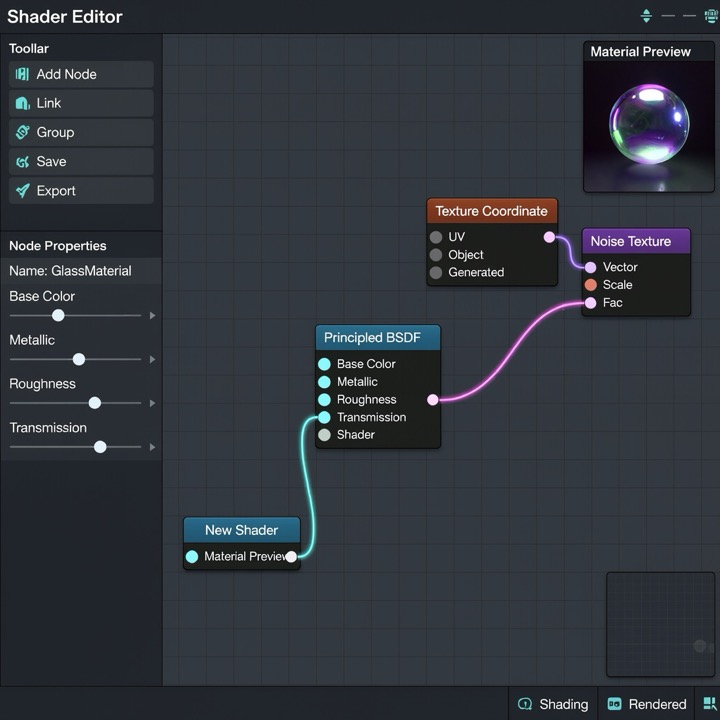 Shader Editor
Toollar
Add Node
Link
Group
Save
Export
Node Properties
Name: GlassMaterial
Base Color
Metallic
Roughness
Transmission
Material Preview
Texture Coordinate
UV
Object
Generated
Noise Texture
Vector
Scale
Fac
Principled BSDF
Base Color
Metallic
Roughness
Transmission
Shader
New Shader
Material Preview
Shading
Rendered